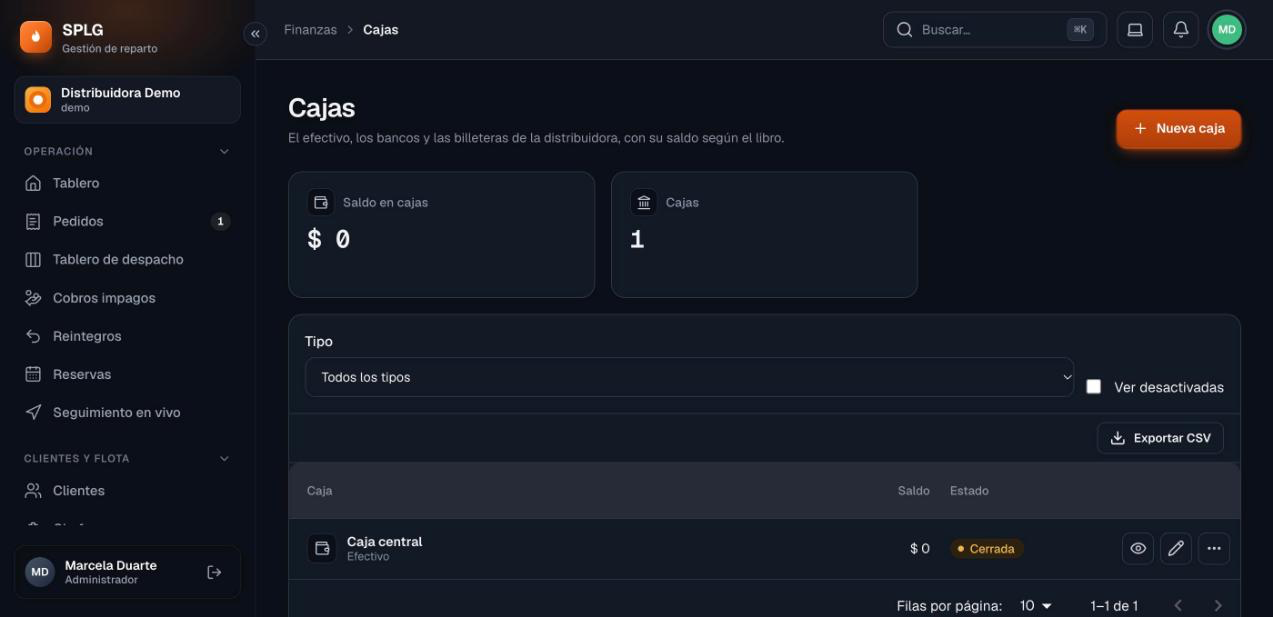 SPLG
Gestión de reparto
Distribuidora Demo
demo
OPERACIÓN
Tablero
Pedidos 1
Tablero de despacho
Cobros impagos
Reintegros
Reservas
Seguimiento en vivo
CLIENTES Y FLOTA
Clientes
MD
Marcela Duarte
Administrador
Finanzas > Cajas
Buscar... ⌘K
MD
Cajas
El efectivo, los bancos y las billeteras de la distribuidora, con su saldo según el libro.
+ Nueva caja
Saldo en cajas
$ 0
Cajas
1
Tipo
Todos los tipos
Ver desactivadas
Exportar CSV
Caja Saldo Estado
Caja central
Efectivo
$ 0
Cerrada
Filas por página: 10 1–1 de 1